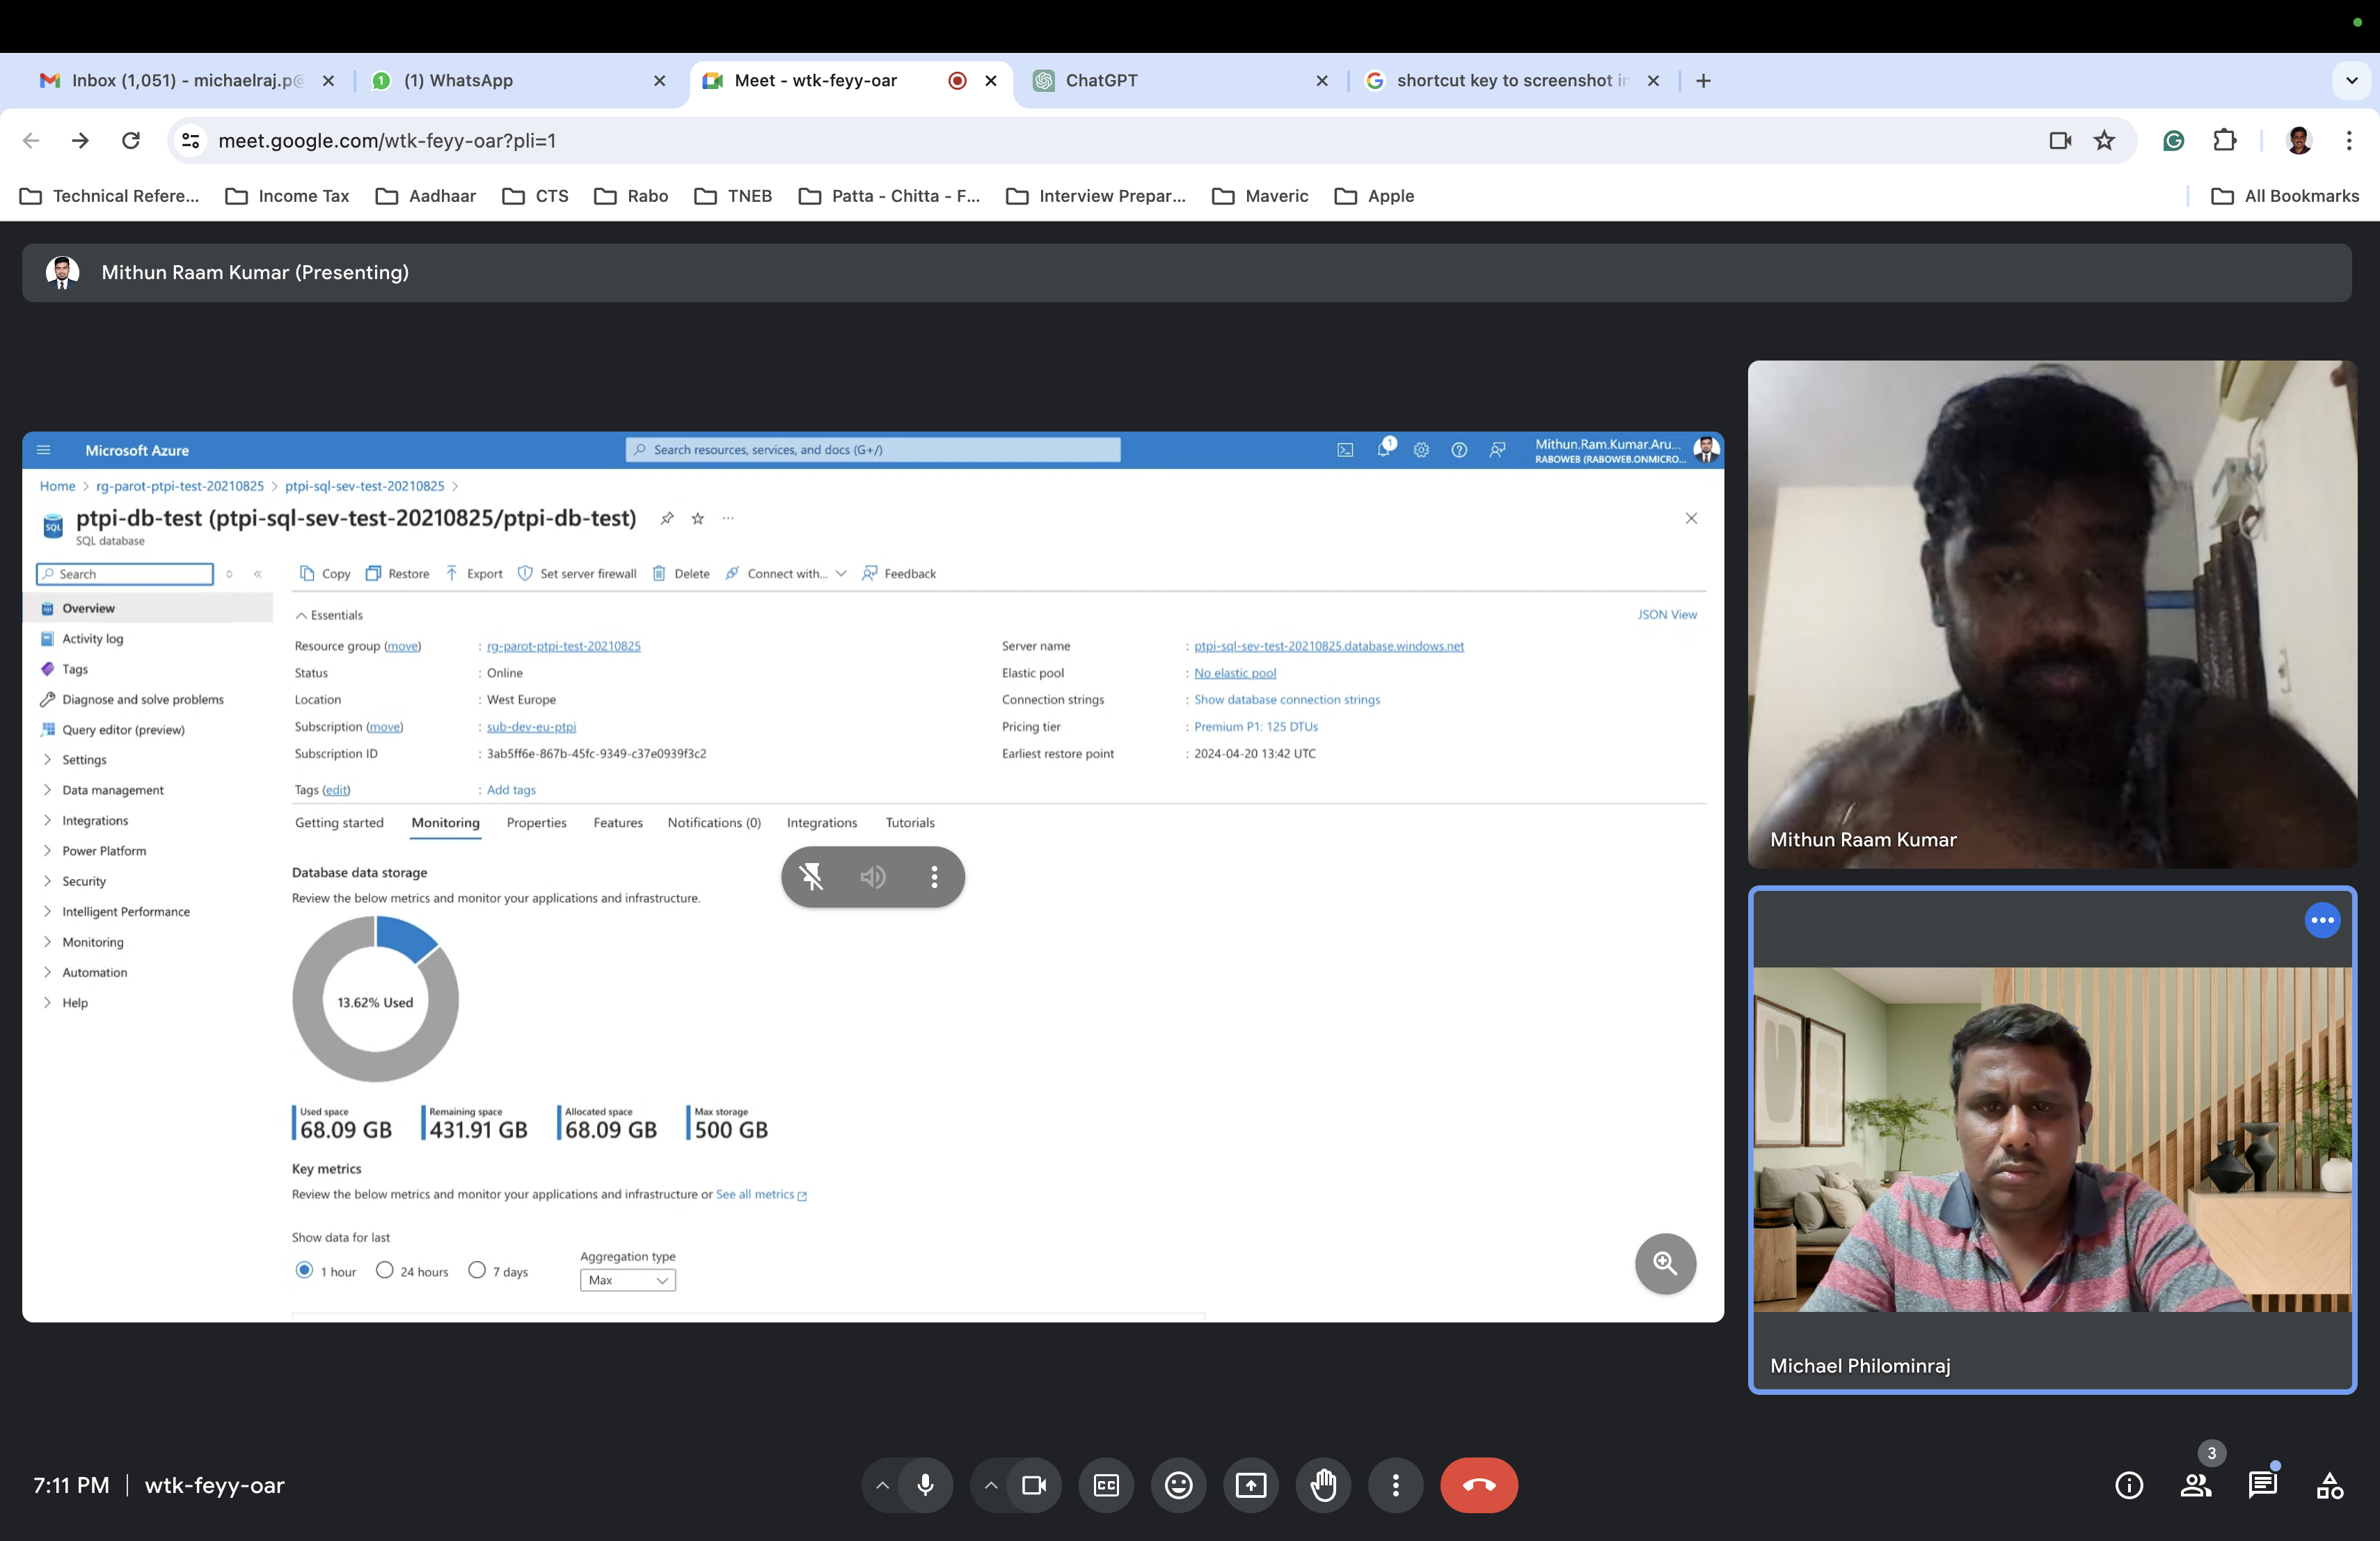 Inbox (1,051) - michaelraj.p@
(1) WhatsApp
Meet - wtk-feyy-oar
ChatGPT
shortcut key to screenshot in
meet.google.com/wtk-feyy-oar?pli=1
Technical Refere...
Income Tax
Aadhaar
CTS
Rabo
TNEB
Patta - Chitta - F...
Interview Prepar...
Maveric
Apple
All Bookmarks
Mithun Raam Kumar (Presenting)
Microsoft Azure
Search resources, services, and docs (G+/)
1
Mithun.Ram.Kumar.Aru...
RABOWEB (RABOWEB.ONMICRO...
Home > rg-parot-ptpi-test-20210825 > ptpi-sql-sev-test-20210825 >
ptpi-db-test (ptpi-sql-sev-test-20210825/ptpi-db-test)
SQL database
Search
Copy
Restore
Export
Set server firewall
Delete
Connect with...
Feedback
Overview
Activity log
Tags
Diagnose and solve problems
Query editor (preview)
Settings
Data management
Integrations
Power Platform
Security
Intelligent Performance
Monitoring
Automation
Help
Essentials
JSON View
Resource group (move) : rg-parot-ptpi-test-20210825
Status : Online
Location : West Europe
Subscription (move) : sub-dev-eu-ptpi
Subscription ID : 3ab5ff6e-867b-45fc-9349-c37e0939f3c2
Tags (edit) : Add tags
Server name : ptpi-sql-sev-test-20210825.database.windows.net
Elastic pool : No elastic pool
Connection strings : Show database connection strings
Pricing tier : Premium P1: 125 DTUs
Earliest restore point : 2024-04-20 13:42 UTC
Getting started
Monitoring
Properties
Features
Notifications (0)
Integrations
Tutorials
Database data storage
Review the below metrics and monitor your applications and infrastructure.
13.62% Used
Used space
68.09 GB
Remaining space
431.91 GB
Allocated space
68.09 GB
Max storage
500 GB
Key metrics
Review the below metrics and monitor your applications and infrastructure or See all metrics
Show data for last
1 hour
24 hours
7 days
Aggregation type
Max
Mithun Raam Kumar
Michael Philominraj
7:11 PM | wtk-feyy-oar
CC
3